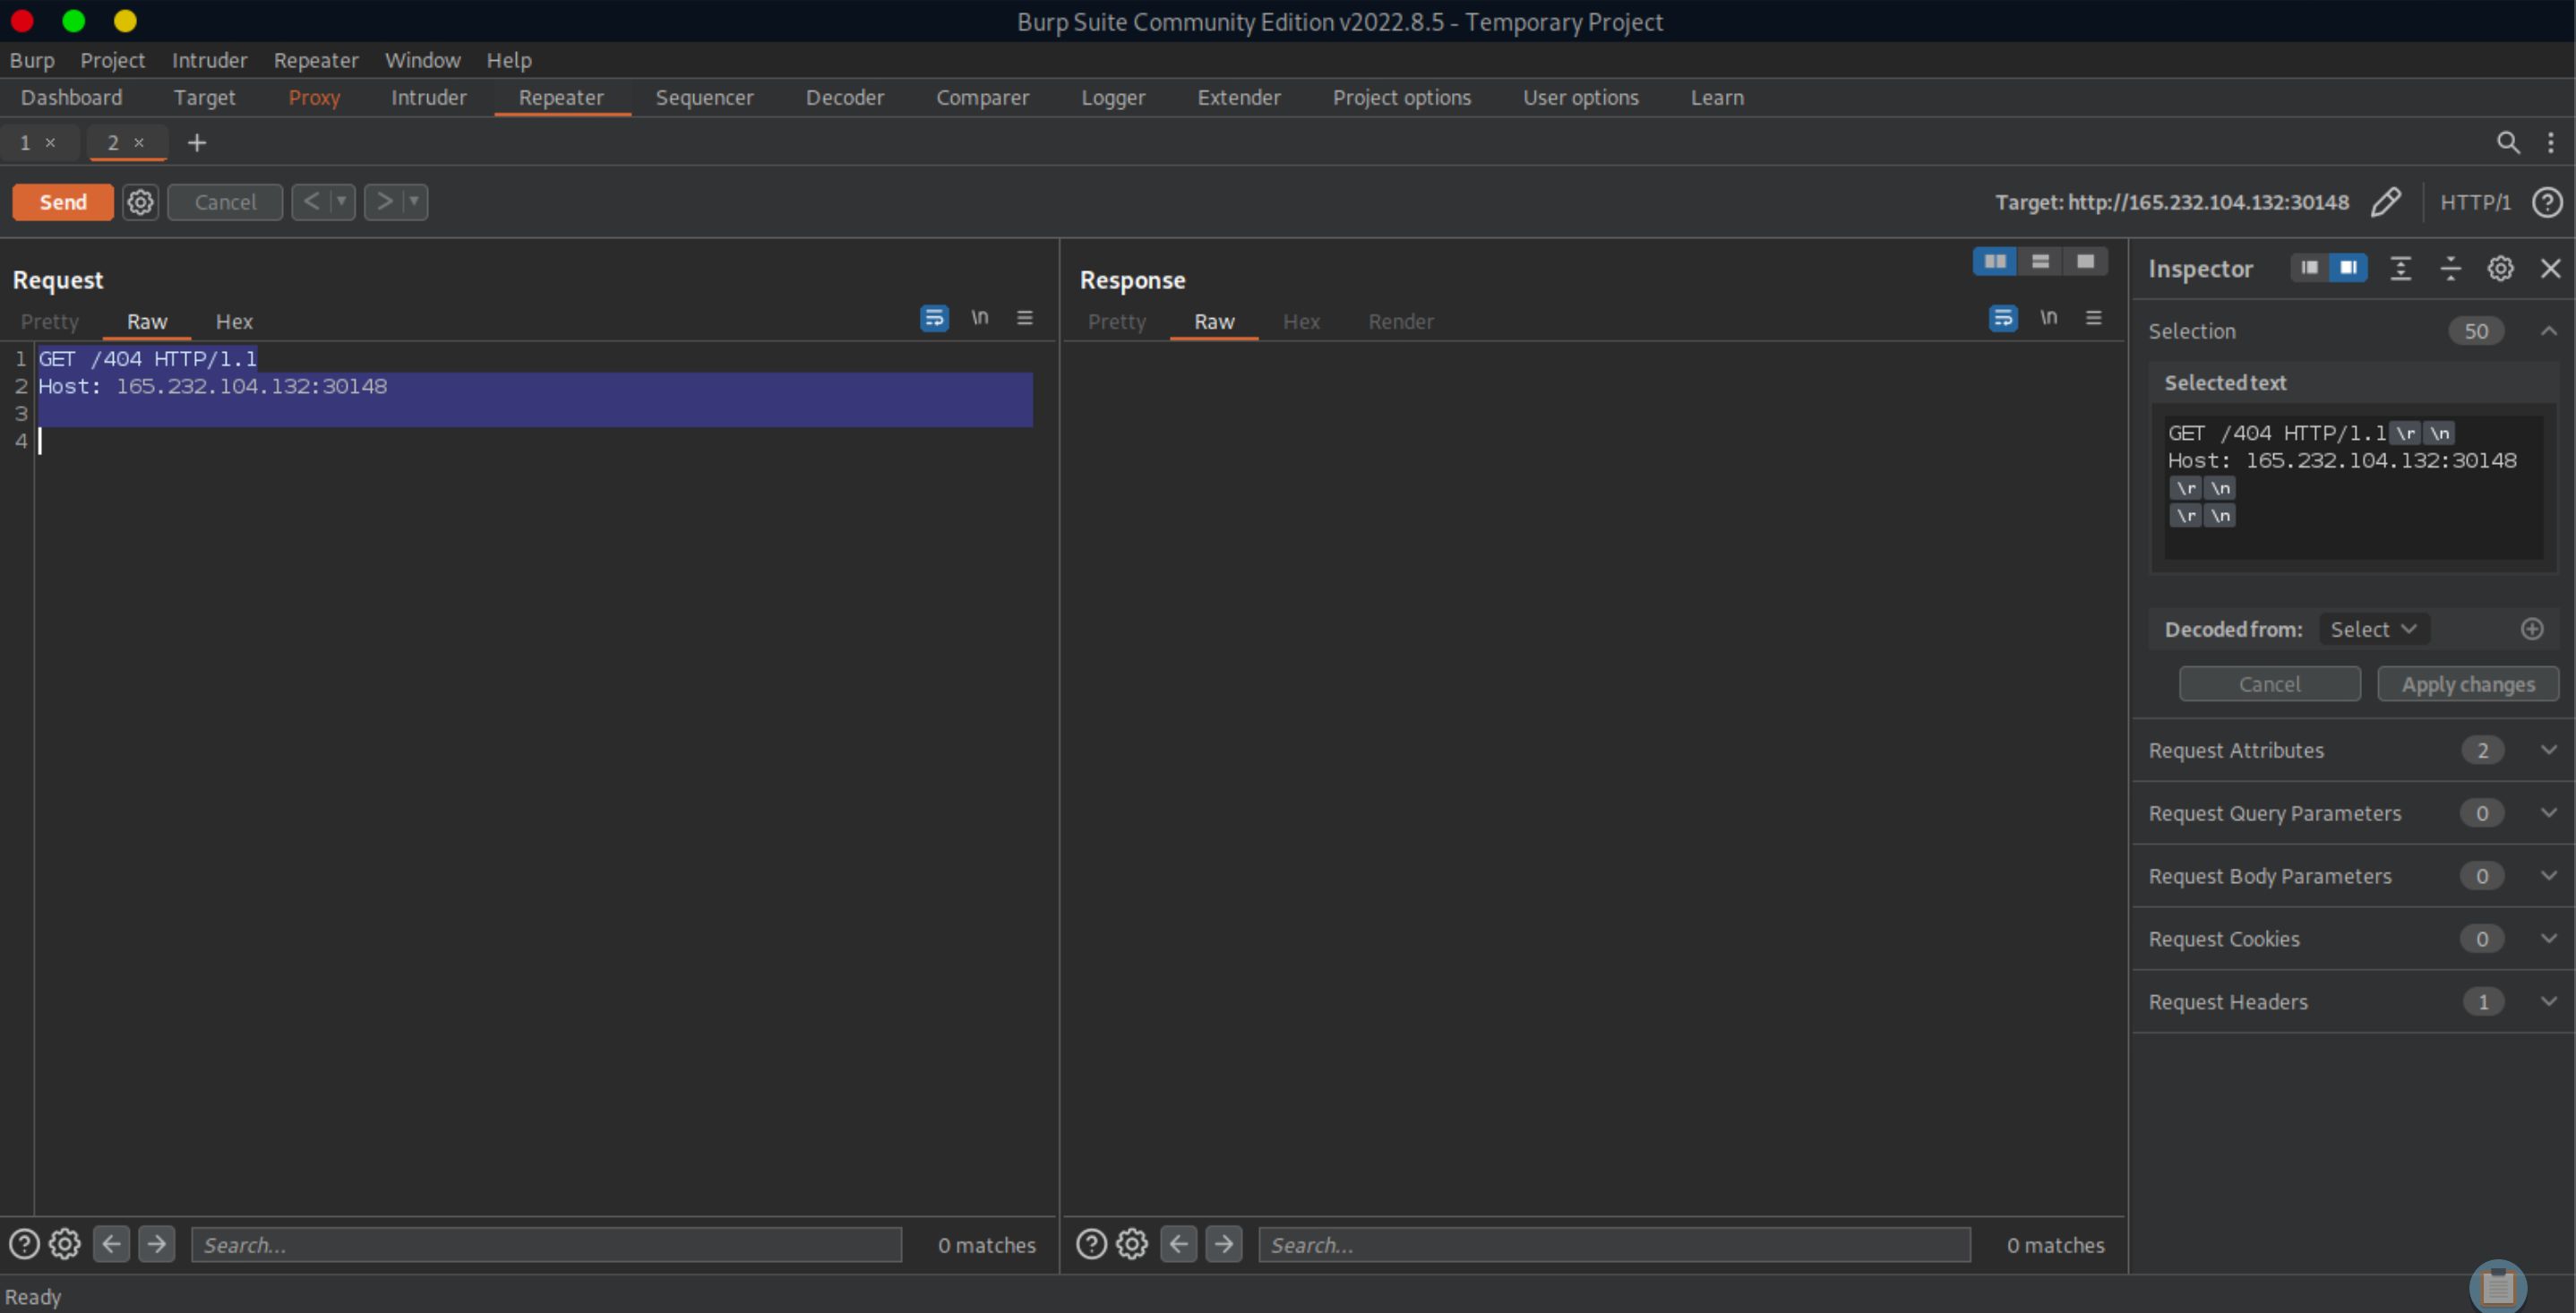 Burp Suite Community Edition v2022.8.5 - Temporary Project
Burp Project Intruder Repeater Window Help
Dashboard Target Proxy Intruder Repeater Sequencer Decoder Comparer Logger Extender Project options User options Learn
1 × 2 × +
Send Cancel < > Target: http://165.232.104.132:30148 HTTP/1 ?
Request
Pretty Raw Hex \n
1 GET /404 HTTP/1.1
2 Host: 165.232.104.132:30148
3
4
? Search... 0 matches
Response
Pretty Raw Hex Render \n
? Search... 0 matches
Inspector
Selection 50
Selected text
GET /404 HTTP/1.1 \r \n
Host: 165.232.104.132:30148
\r \n
\r \n
Decoded from: Select
Cancel Apply changes
Request Attributes 2
Request Query Parameters 0
Request Body Parameters 0
Request Cookies 0
Request Headers 1
Ready